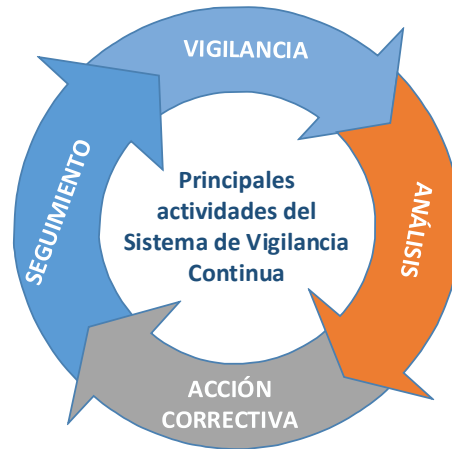 VIGILANCIA
ANÁLISIS
ACCIÓN
CORRECTIVA
SEGUIMIENTO
Principales
actividades del
Sistema de Vigilancia
Continua